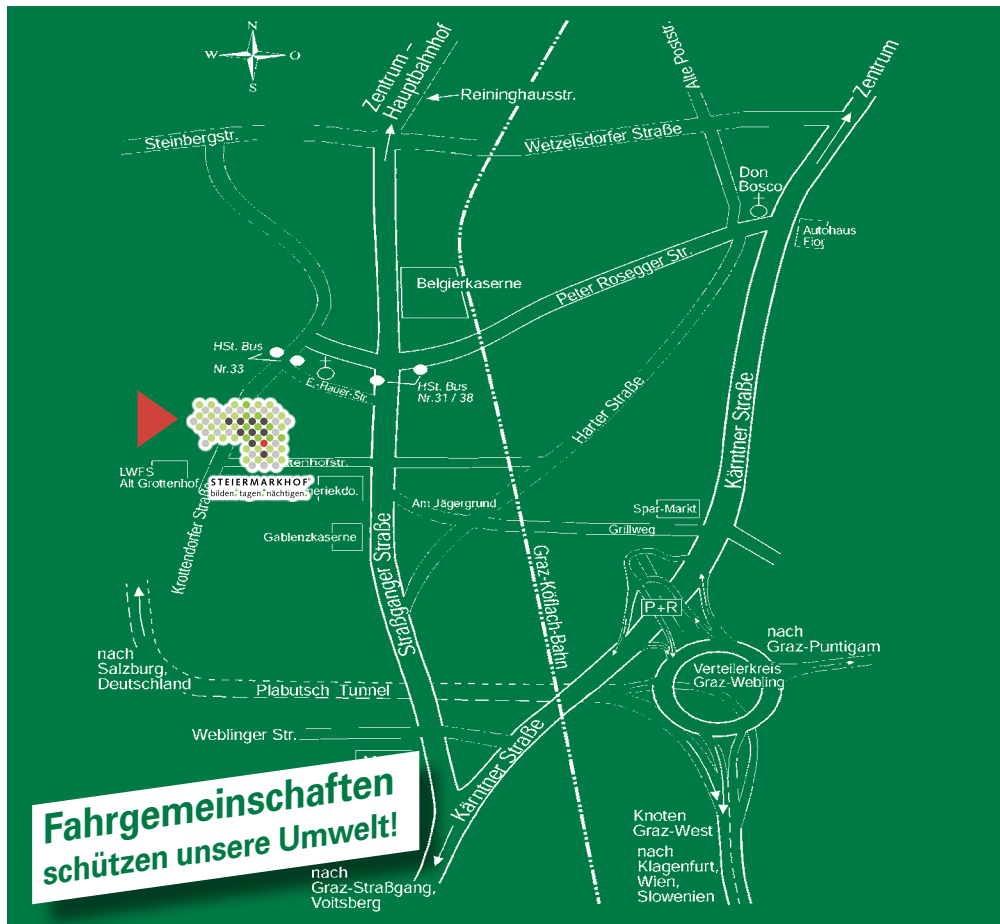 N
W
O
S
Zentrum –
Hauptbahnhof
Reininghausstr.
Alte Poststr.
Zentrum
Steinbergstr.
Wetzelsdorfer Straße
Don
Bosco
Autohaus
Fior
Belgierkaserne
Peter Rosegger Str.
HSt. Bus
Nr.33
E.-Hauer-Str.
HSt. Bus
Nr.31 / 38
Harter Straße
Kärntner Straße
LWFS
Alt Grottenhof
tenhofstr.
STEIERMARKHOF
bilden. tagen. nächtigen.
geriekdo.
Krottendorfer Straße
Am Jägergrund
Spar-Markt
Grillweg
Gablenzkaserne
Straßganger Straße
Graz-Köflach-Bahn
P+R
nach
Graz-Puntigam
Verteilerkreis
Graz-Webling
nach
Salzburg,
Deutschland
Plabutsch Tunnel
Weblinger Str.
Kärntner Straße
Fahrgemeinschaften
schützen unsere Umwelt!
nach
Graz-Straßgang,
Voitsberg
Knoten
Graz-West
nach
Klagenfurt,
Wien,
Slowenien